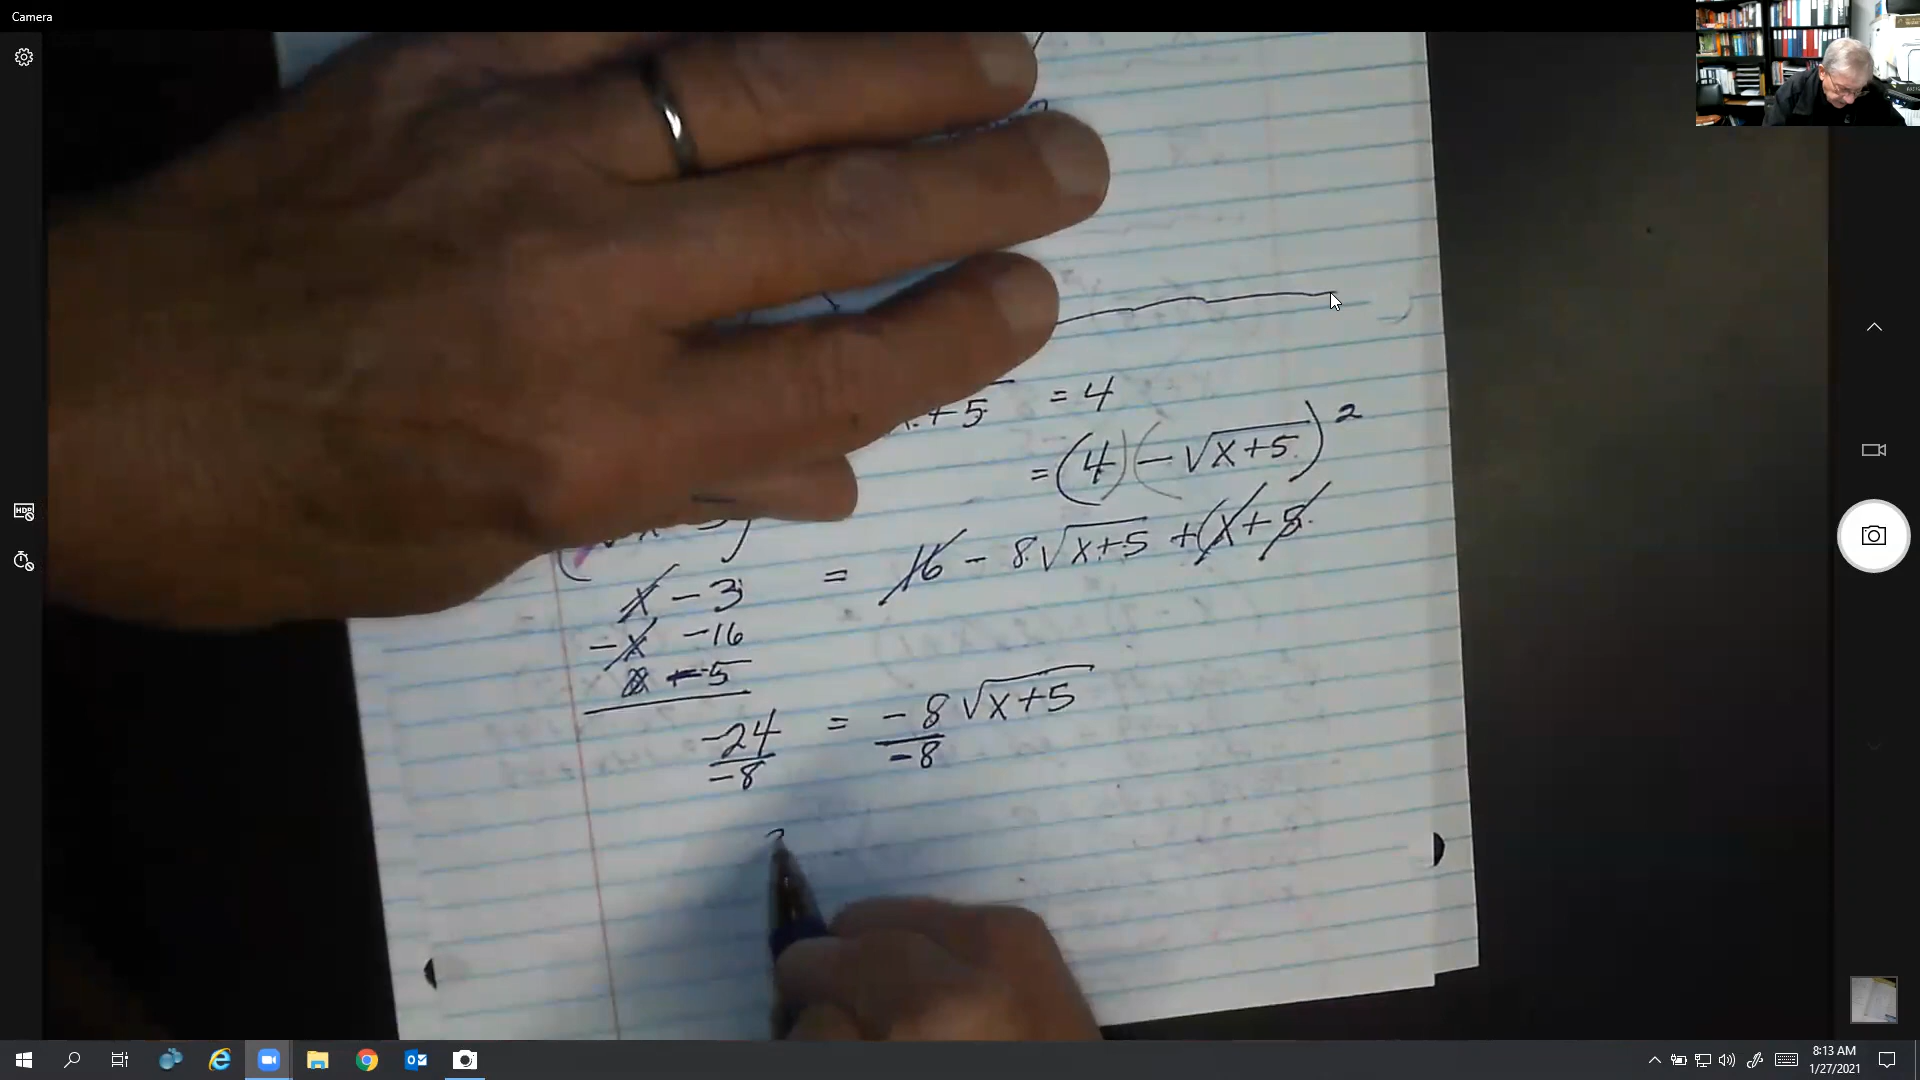 Camera
+ 5 = 4
= (4) (- √x+5)²
x - 3 = 16 - 8√x+5 + (x+5
-x -16
-5
-24 = -8√x+5
-8 -8
8:13 AM
1/27/2021